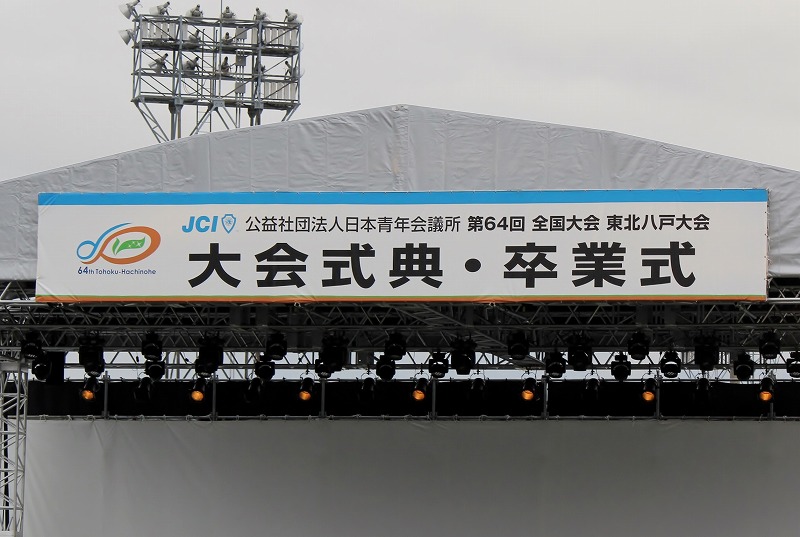 JCI 公益社団法人日本青年会議所 第64回 全国大会 東北八戸大会
64th Tohoku-Hachinohe
大会式典・卒業式